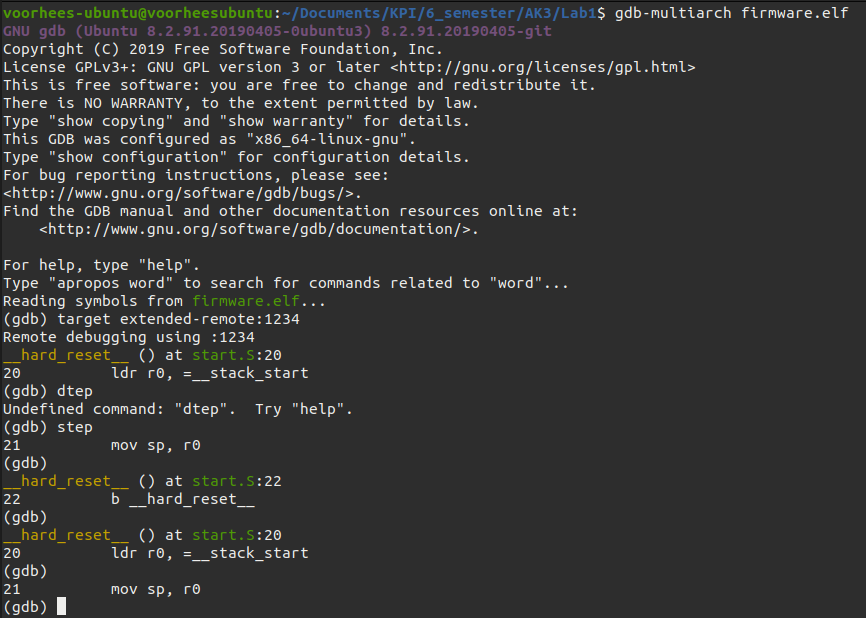 voorhees-ubuntu@voorheesubuntu:~/Documents/KPI/6_semester/AK3/Lab1$ gdb-multiarch firmware.elf
GNU gdb (Ubuntu 8.2.91.20190405-0ubuntu3) 8.2.91.20190405-git
Copyright (C) 2019 Free Software Foundation, Inc.
License GPLv3+: GNU GPL version 3 or later <http://gnu.org/licenses/gpl.html>
This is free software: you are free to change and redistribute it.
There is NO WARRANTY, to the extent permitted by law.
Type "show copying" and "show warranty" for details.
This GDB was configured as "x86_64-linux-gnu".
Type "show configuration" for configuration details.
For bug reporting instructions, please see:
<http://www.gnu.org/software/gdb/bugs/>.
Find the GDB manual and other documentation resources online at:
    <http://www.gnu.org/software/gdb/documentation/>.

For help, type "help".
Type "apropos word" to search for commands related to "word"...
Reading symbols from firmware.elf...
(gdb) target extended-remote:1234
Remote debugging using :1234
__hard_reset__ () at start.S:20
20          ldr r0, =__stack_start
(gdb) dtep
Undefined command: "dtep".  Try "help".
(gdb) step
21          mov sp, r0
(gdb)
__hard_reset__ () at start.S:22
22          b __hard_reset__
(gdb)
__hard_reset__ () at start.S:20
20          ldr r0, =__stack_start
(gdb)
21          mov sp, r0
(gdb)